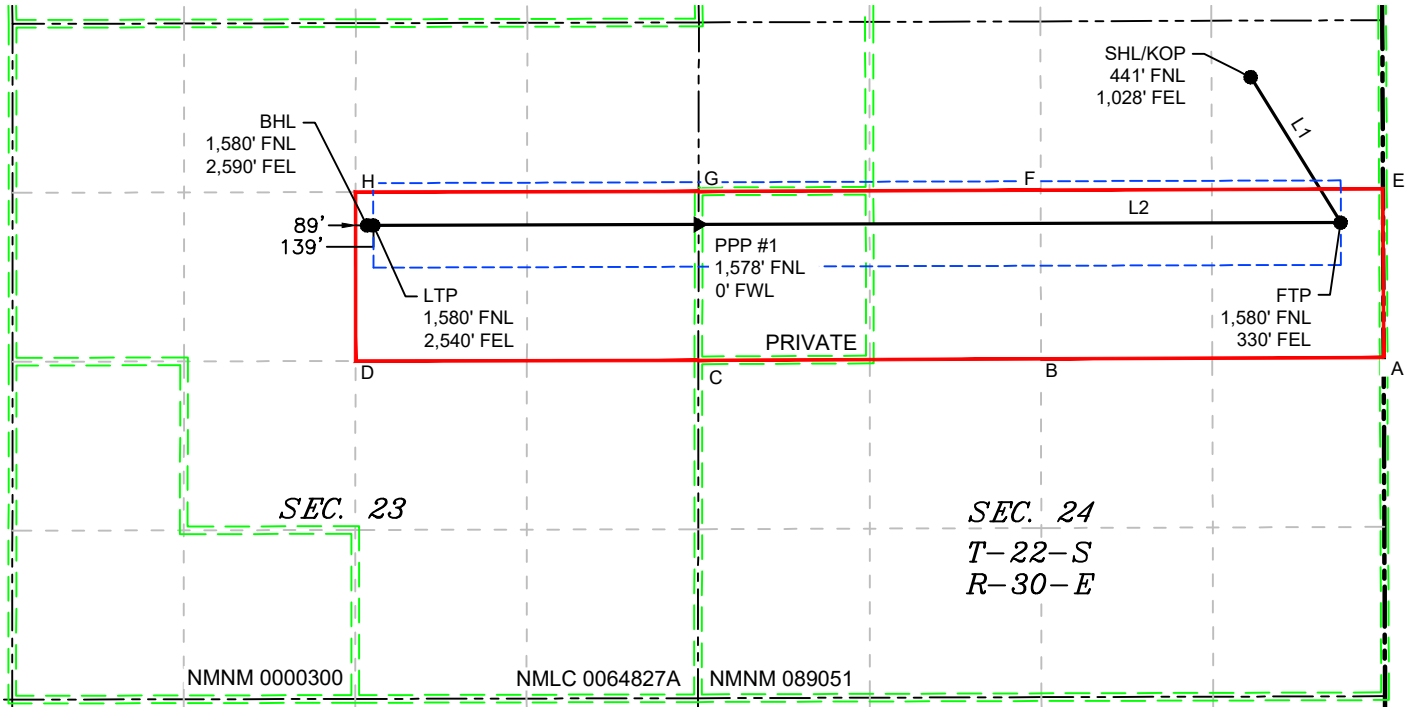 SHL/KOP
441' FNL
1,028' FEL
L1
BHL
1,580' FNL
2,590' FEL
H
G
F
E
L2
89'
139'
PPP #1
1,578' FNL
0' FWL
LTP
1,580' FNL
2,540' FEL
FTP
1,580' FNL
330' FEL
PRIVATE
D
C
B
A
SEC. 23
SEC. 24
T-22-S
R-30-E
NMNM 0000300
NMLC 0064827A
NMNM 089051